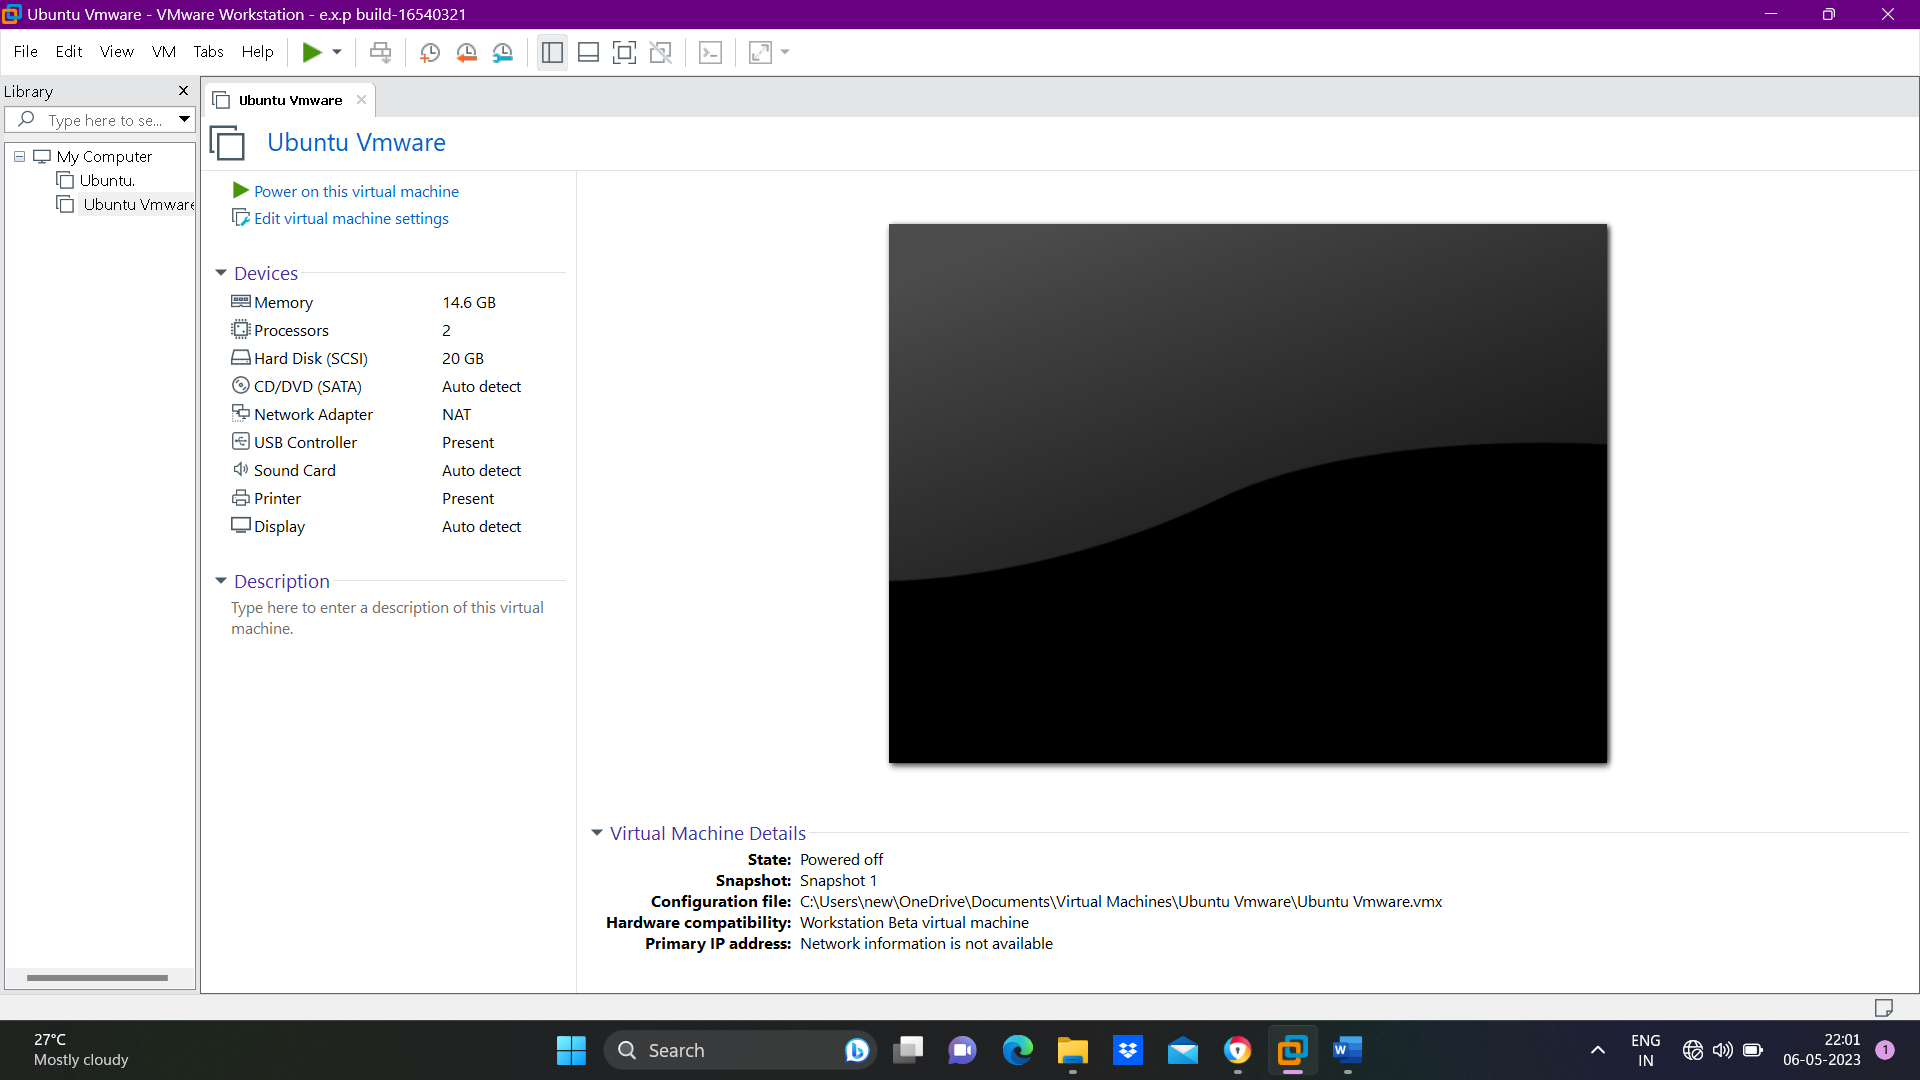 Ubuntu Vmware - VMware Workstation - e.x.p build-16540321
File Edit View VM Tabs Help
Library
Type here to se...
My Computer
Ubuntu.
Ubuntu Vmware
Ubuntu Vmware
Ubuntu Vmware
Power on this virtual machine
Edit virtual machine settings
Devices
Memory 14.6 GB
Processors 2
Hard Disk (SCSI) 20 GB
CD/DVD (SATA) Auto detect
Network Adapter NAT
USB Controller Present
Sound Card Auto detect
Printer Present
Display Auto detect
Description
Type here to enter a description of this virtual
machine.
Virtual Machine Details
State: Powered off
Snapshot: Snapshot 1
Configuration file: C:\Users\new\OneDrive\Documents\Virtual Machines\Ubuntu Vmware\Ubuntu Vmware.vmx
Hardware compatibility: Workstation Beta virtual machine
Primary IP address: Network information is not available
27°C
Mostly cloudy
Search
ENG
IN
22:01
06-05-2023
1